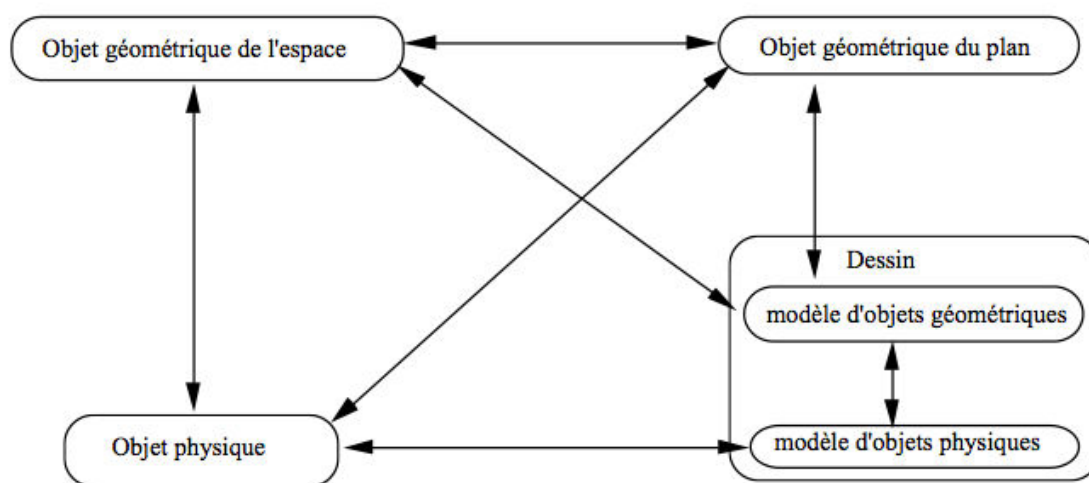 Objet géométrique de l'espace
Objet géométrique du plan
Dessin
modèle d'objets géométriques
Objet physique
modèle d'objets physiques